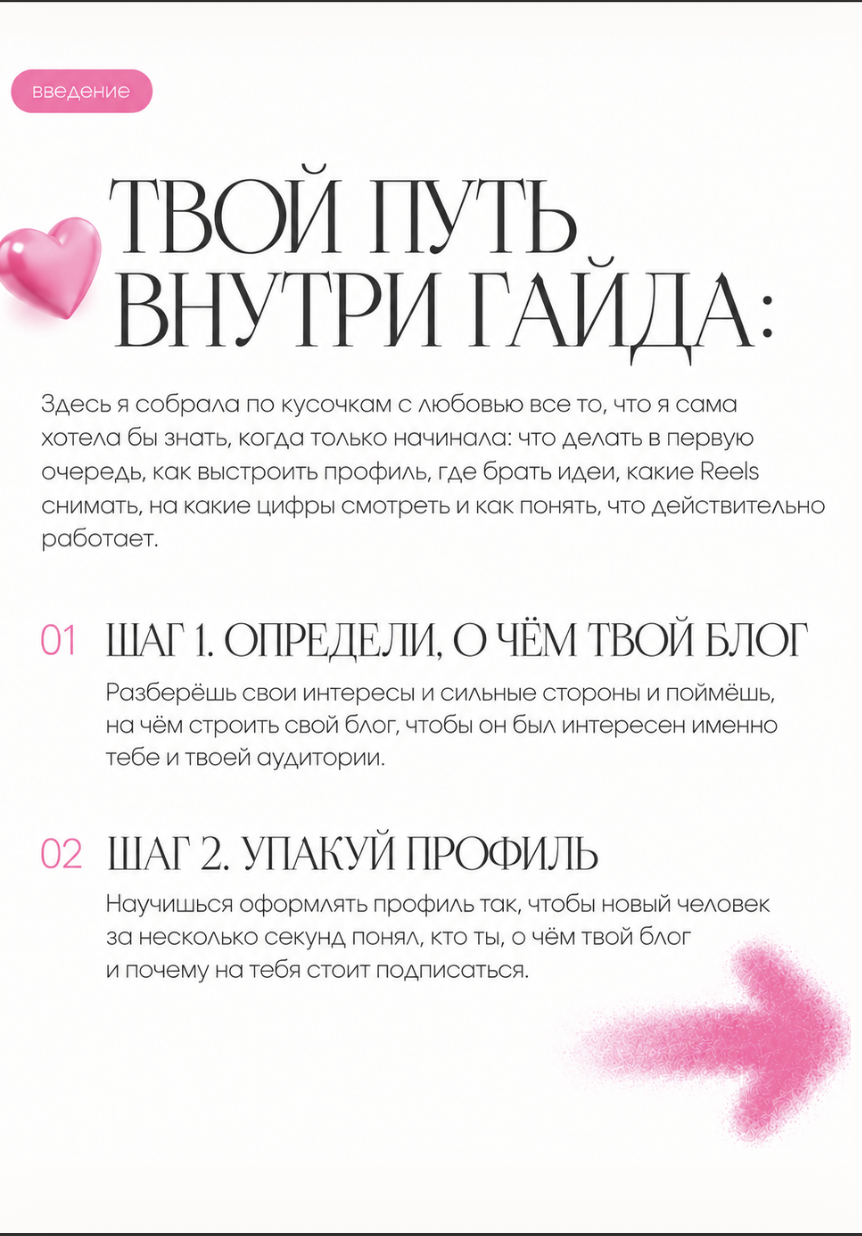 введение
ТВОЙ ПУТЬ
ВНУТРИ ГАЙДА:
Здесь я собрала по кусочкам с любовью все то, что я сама
хотела бы знать, когда только начинала: что делать в первую
очередь, как выстроить профиль, где брать идеи, какие Reels
снимать, на какие цифры смотреть и как понять, что действительно
работает.
01 ШАГ 1. ОПРЕДЕЛИ, О ЧЁМ ТВОЙ БЛОГ
Разберёшь свои интересы и сильные стороны и поймёшь,
на чём строить свой блог, чтобы он был интересен именно
тебе и твоей аудитории.
02 ШАГ 2. УПАКУЙ ПРОФИЛЬ
Научишься оформлять профиль так, чтобы новый человек
за несколько секунд понял, кто ты, о чём твой блог
и почему на тебя стоит подписаться.